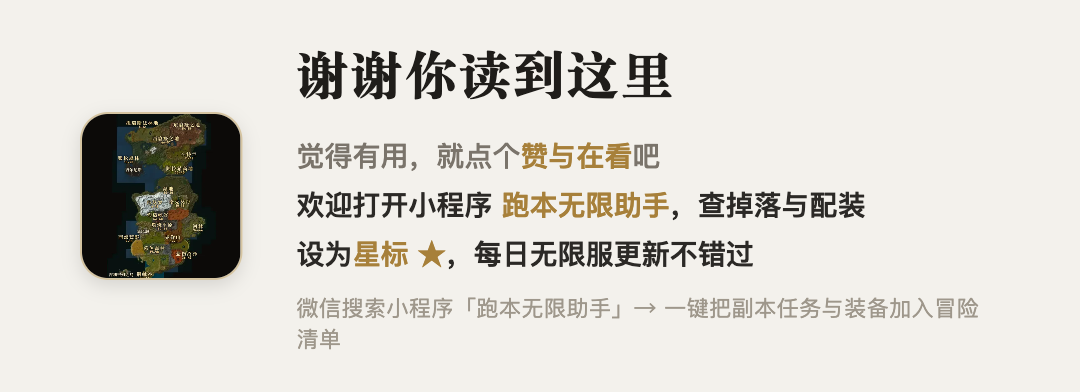 谢谢你读到这里
觉得有用，就点个赞与在看吧
欢迎打开小程序 跑本无限助手，查掉落与配装
设为星标 ★，每日无限服更新不错过
微信搜索小程序「跑本无限助手」→ 一键把副本任务与装备加入冒险
清单